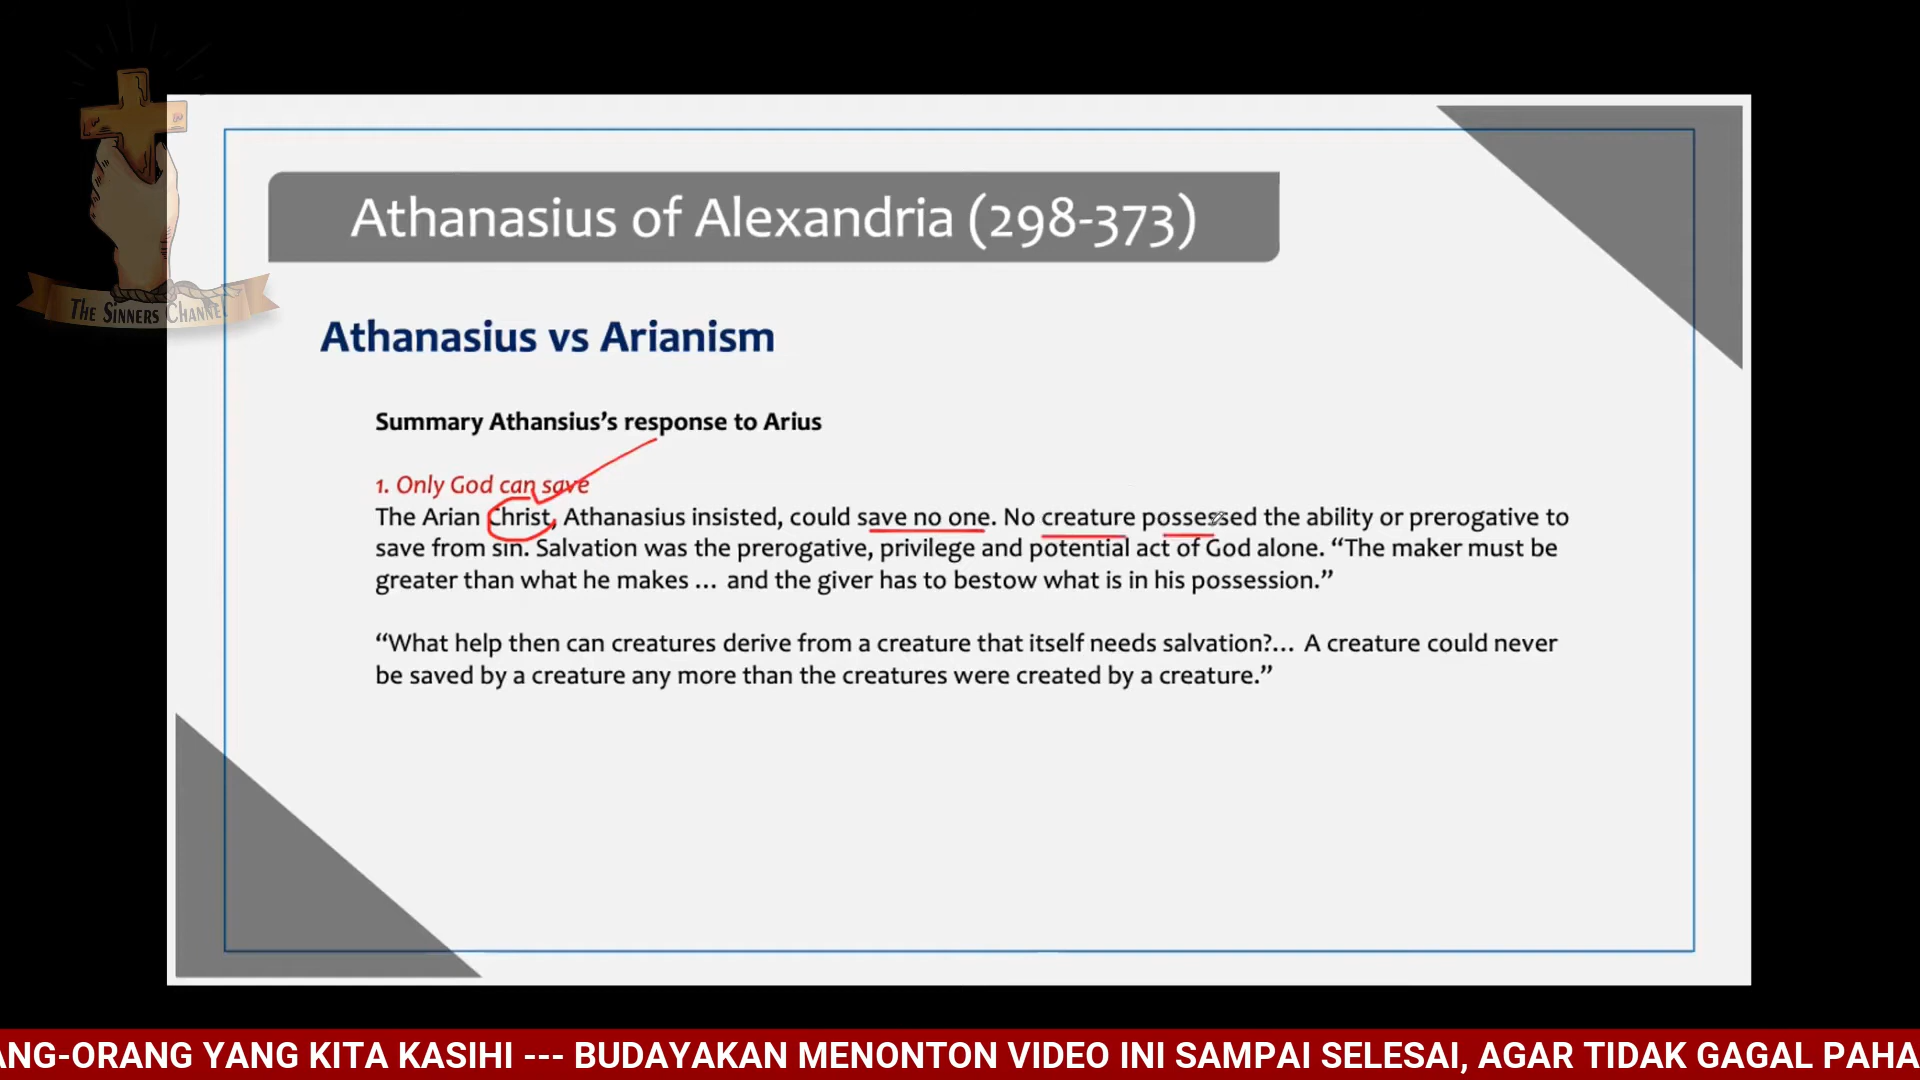 THE SINNERS CHANNEL
Athanasius of Alexandria (298-373)
Athanasius vs Arianism
Summary Athansius’s response to Arius
1. Only God can save
The Arian Christ, Athanasius insisted, could save no one. No creature possessed the ability or prerogative to
save from sin. Salvation was the prerogative, privilege and potential act of God alone. “The maker must be
greater than what he makes … and the giver has to bestow what is in his possession.”
“What help then can creatures derive from a creature that itself needs salvation?… A creature could never
be saved by a creature any more than the creatures were created by a creature.”
ANG-ORANG YANG KITA KASIHI --- BUDAYAKAN MENONTON VIDEO INI SAMPAI SELESAI, AGAR TIDAK GAGAL PAHA